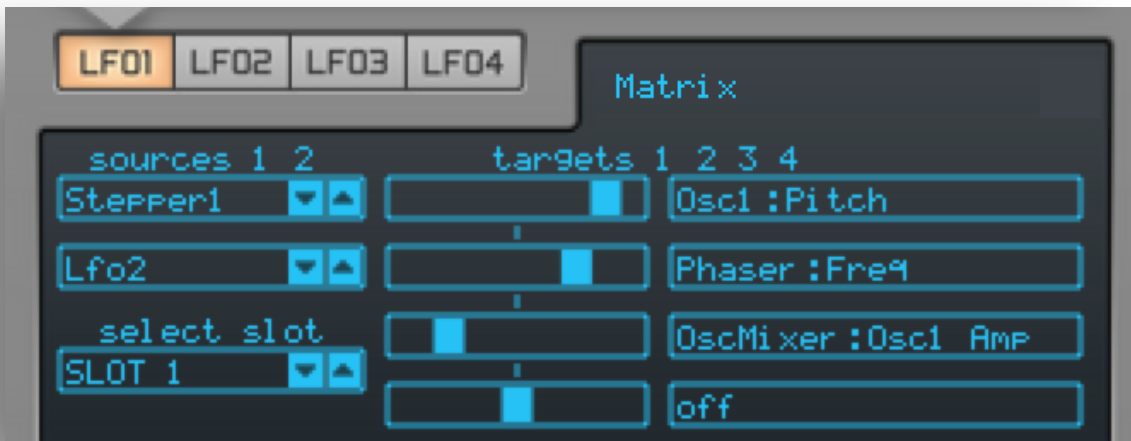 LFO1 LFO2 LFO3 LFO4
Matrix
sources 1 2 targets 1 2 3 4
Stepper1 Osc1:Pitch
Lfo2 Phaser:Freq
select slot OscMixer:Osc1 Amp
SLOT 1
off